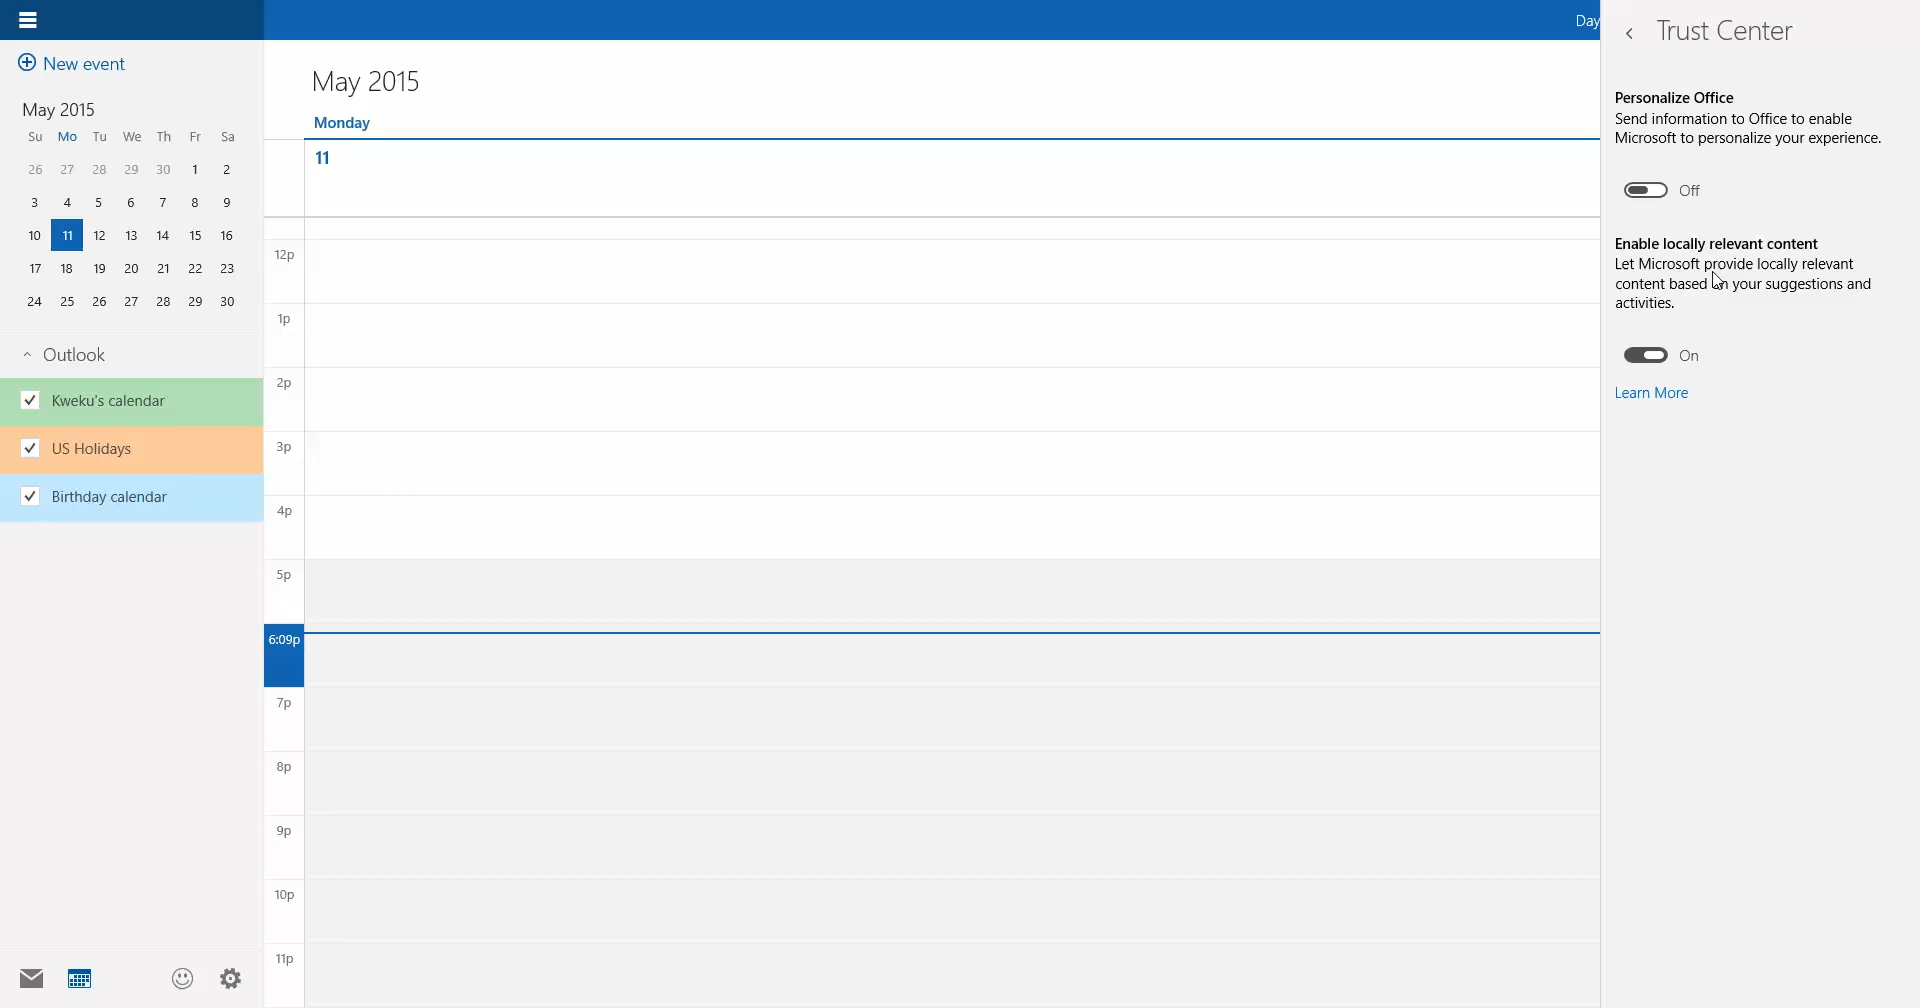 New event
May 2015
Su Mo Tu We Th Fr Sa
26 27 28 29 30 1 2
3 4 5 6 7 8 9
10 11 12 13 14 15 16
17 18 19 20 21 22 23
24 25 26 27 28 29 30
Outlook
Kweku's calendar
US Holidays
Birthday calendar
Day
May 2015
Monday
11
12p
1p
2p
3p
4p
5p
6:09p
7p
8p
9p
10p
11p
Trust Center
Personalize Office
Send information to Office to enable
Microsoft to personalize your experience.
Off
Enable locally relevant content
Let Microsoft provide locally relevant
content based on your suggestions and
activities.
On
Learn More